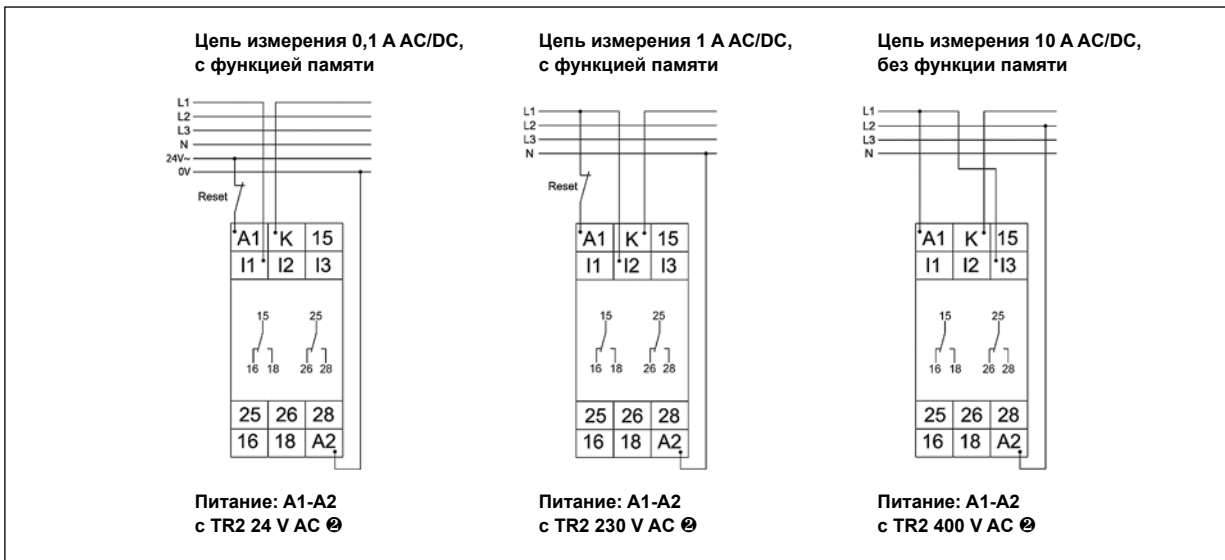 Цепь измерения 0,1 A AC/DC,
с функцией памяти
L1
L2
L3
N
24V~
0V
Reset
A1 K 15
I1 I2 I3
15 25
16 18 26 28
25 26 28
16 18 A2
Питание: A1-A2
с TR2 24 V AC ❷
Цепь измерения 1 A AC/DC,
с функцией памяти
L1
L2
L3
N
Reset
A1 K 15
I1 I2 I3
15 25
16 18 26 28
25 26 28
16 18 A2
Питание: A1-A2
с TR2 230 V AC ❷
Цепь измерения 10 A AC/DC,
без функции памяти
L1
L2
L3
N
A1 K 15
I1 I2 I3
15 25
16 18 26 28
25 26 28
16 18 A2
Питание: A1-A2
с TR2 400 V AC ❷